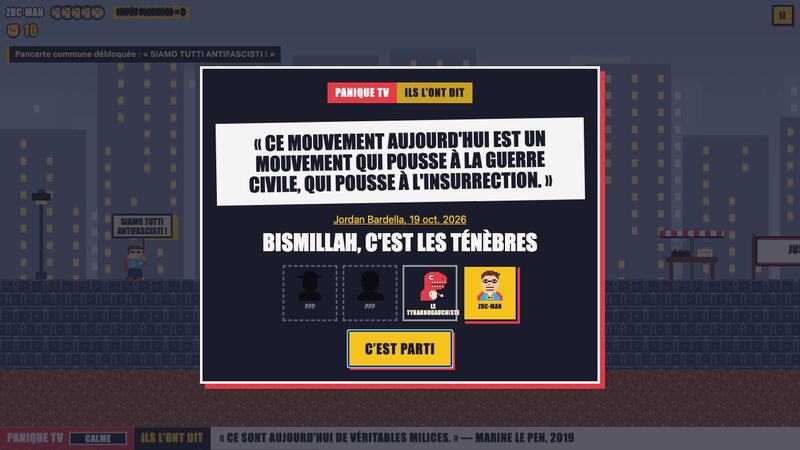 ZUC-MAN
10
Pancarte commune débloquée : « SIAMO TUTTI ANTIFASCISTI ! »
PANIQUE TV ILS L'ONT DIT
« CE MOUVEMENT AUJOURD'HUI EST UN
MOUVEMENT QUI POUSSE À LA GUERRE
CIVILE, QUI POUSSE À L'INSURRECTION. »
Jordan Bardella, 19 oct. 2026
BISMILLAH, C'EST LES TÉNÈBRES
SIAMO TUTTI
ANTIFASCISTI !
JUS
??? ??? LE TYRANNOGAUCHISTE ZUC-MAN
C'EST PARTI
PANIQUE TV CALME ILS L'ONT DIT « CE SONT AUJOURD'HUI DE VÉRITABLES MILICES. » — MARINE LE PEN, 2019